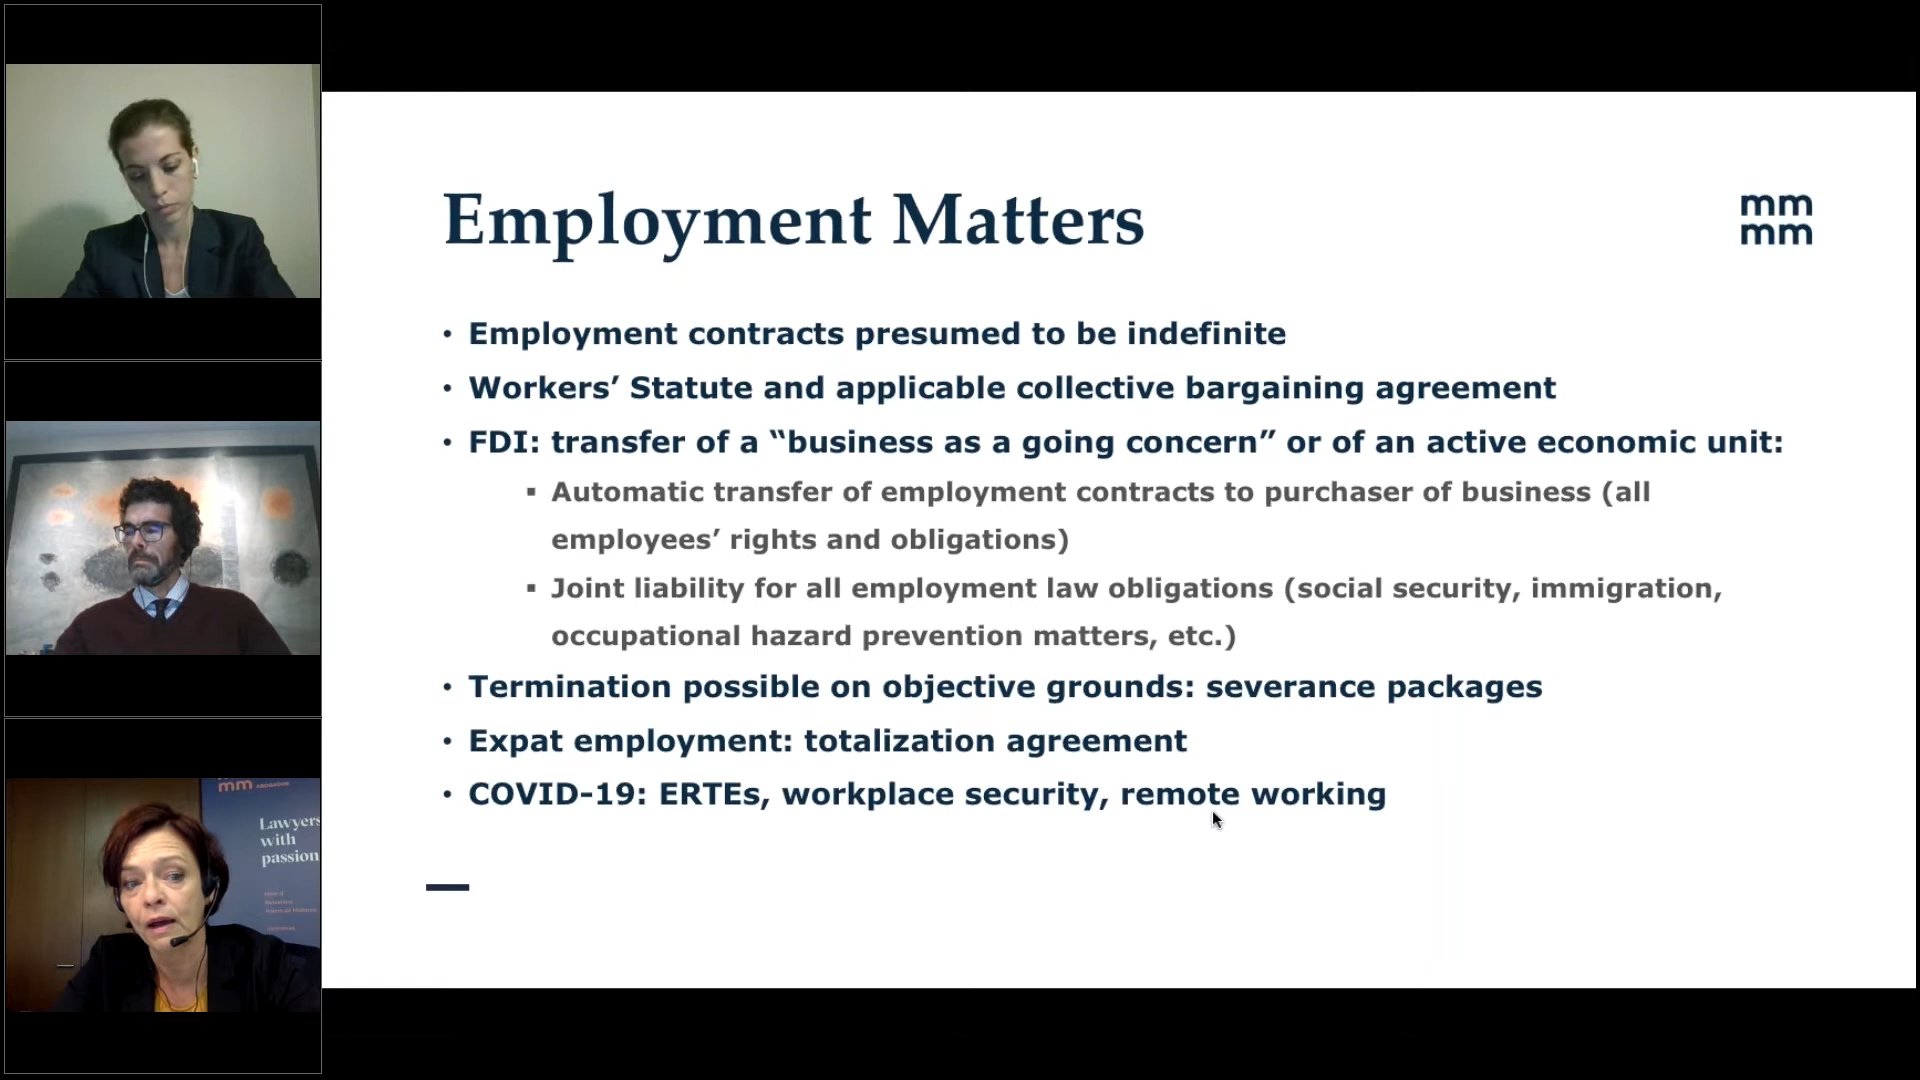 Employment Matters
mm
mm
• Employment contracts presumed to be indefinite
• Workers’ Statute and applicable collective bargaining agreement
• FDI: transfer of a “business as a going concern” or of an active economic unit:
▪ Automatic transfer of employment contracts to purchaser of business (all
employees’ rights and obligations)
▪ Joint liability for all employment law obligations (social security, immigration,
occupational hazard prevention matters, etc.)
• Termination possible on objective grounds: severance packages
• Expat employment: totalization agreement
• COVID-19: ERTEs, workplace security, remote working
mm
Lawyers
with
passion